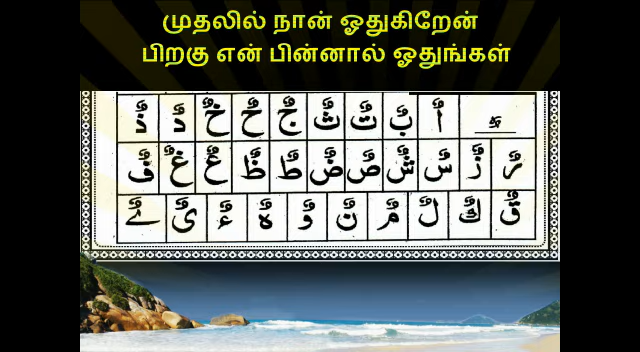 முதலில் நான் ஓதுகிறேன்
பிறகு என் பின்னால் ஓதுங்கள்
ـٌ اٌ بٌ تٌ ثٌ جٌ حٌ خٌ دٌ ذٌ
رٌ زٌ سٌ شٌ صٌ ضٌ طٌ ظٌ عٌ غٌ فٌ
قٌ كٌ لٌ مٌ نٌ وٌ هٌ ءٌ یٌ ےٌ